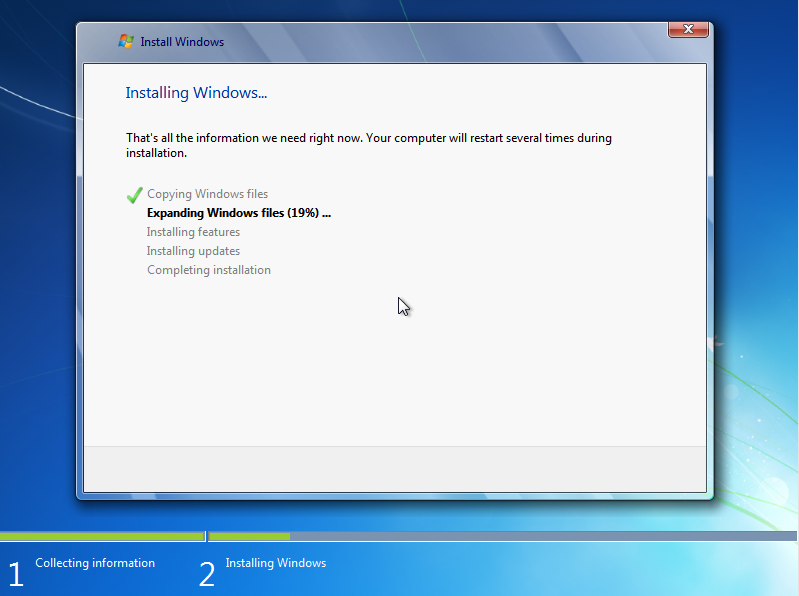 Install Windows
Installing Windows...
That's all the information we need right now. Your computer will restart several times during
installation.
Copying Windows files
Expanding Windows files (19%) ...
Installing features
Installing updates
Completing installation
1 Collecting information
2 Installing Windows